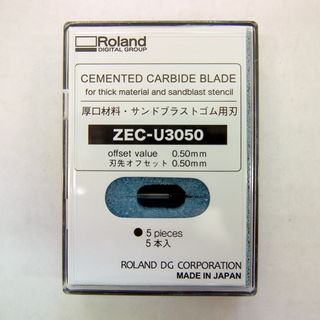 Roland
DIGITAL GROUP
CEMENTED CARBIDE BLADE
for thick material and sandblast stencil
厚口材料・サンドブラストゴム用刃
ZEC-U3050
offset value 0.50mm
刃先オフセット 0.50mm
● 5 pieces
5本入
ROLAND DG CORPORATION
MADE IN JAPAN